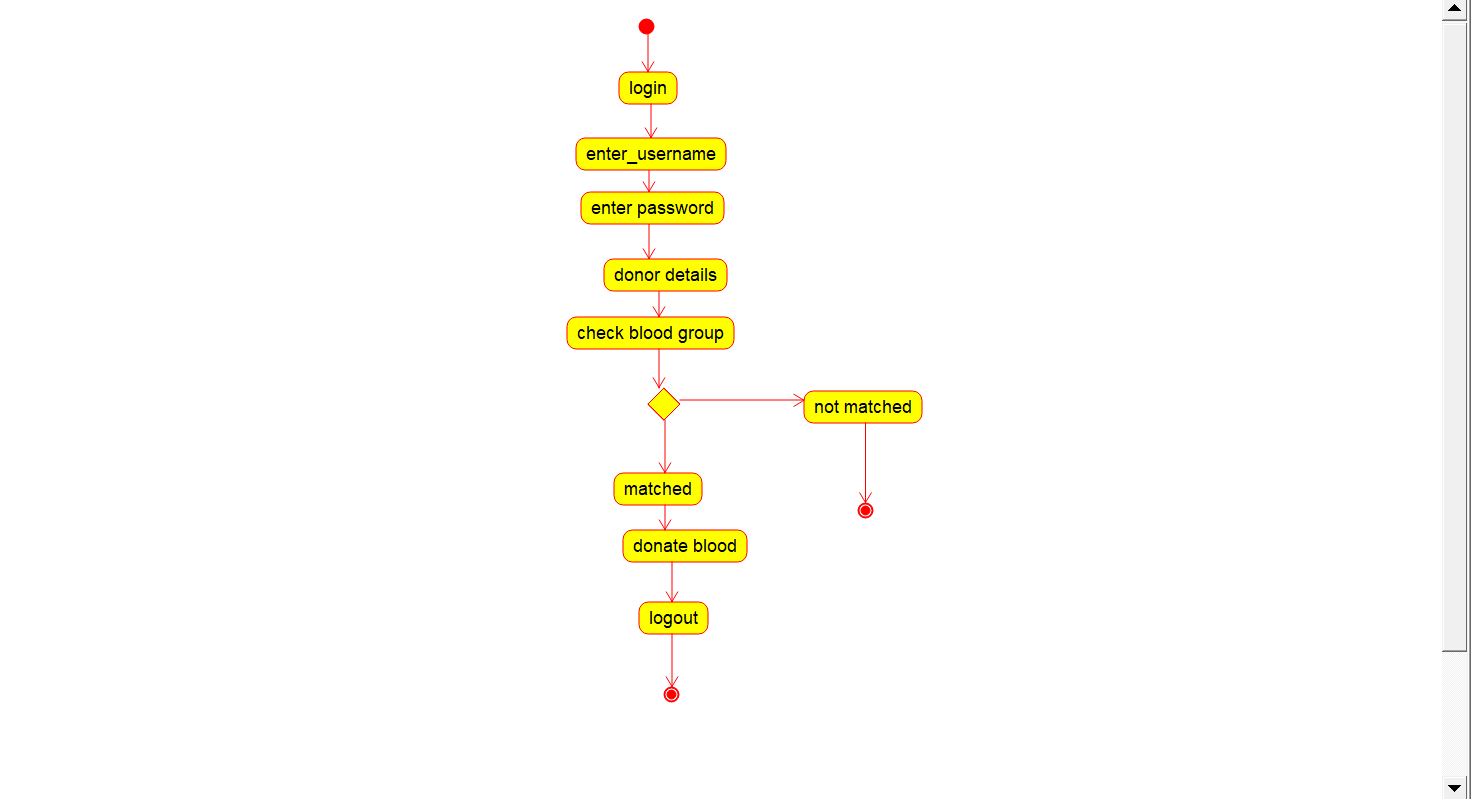 login
enter_username
enter password
donor details
check blood group
not matched
matched
donate blood
logout